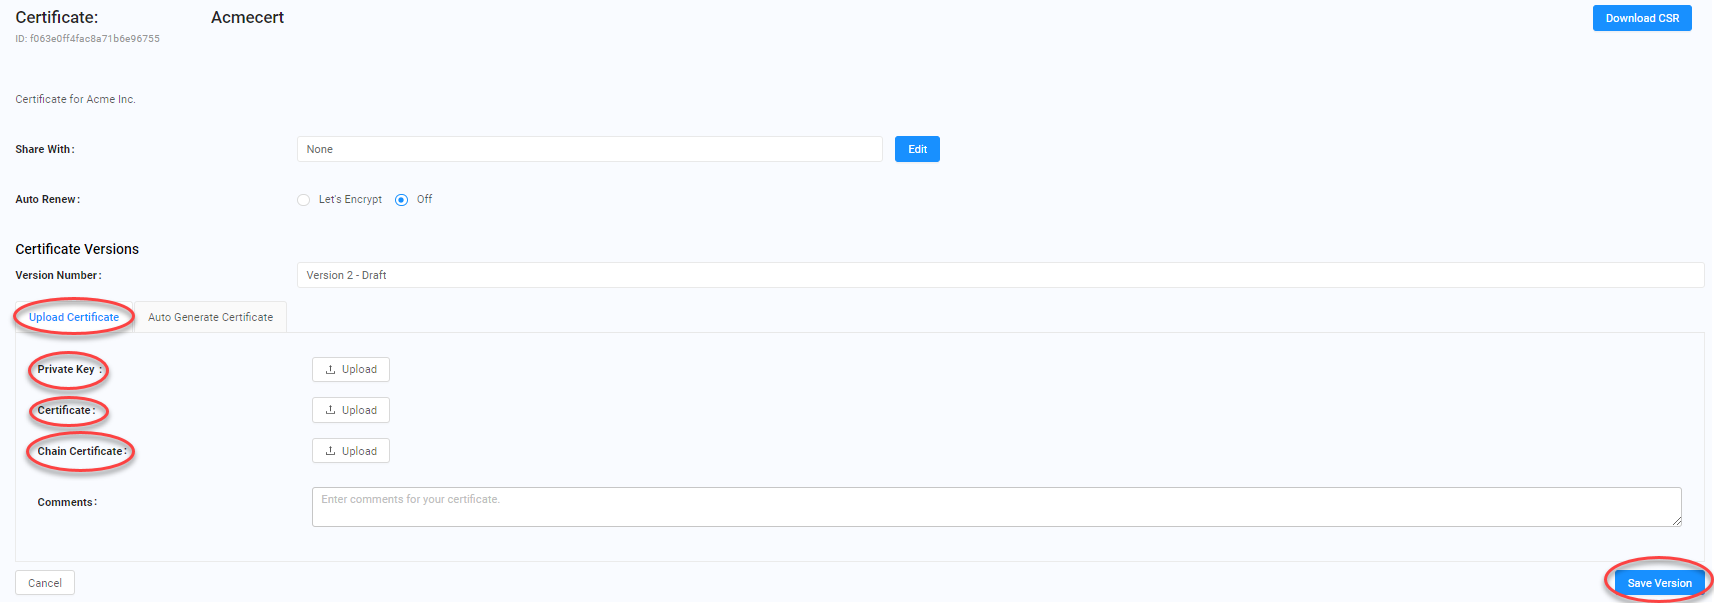 Certificate: Acmecert Download CSR
ID: f063e0ff4fac8a71b6e96755
Certificate for Acme Inc.
Share With: None Edit
Auto Renew: Let's Encrypt Off
Certificate Versions
Version Number: Version 2 - Draft
Upload Certificate Auto Generate Certificate
Private Key : Upload
Certificate: Upload
Chain Certificate: Upload
Comments: Enter comments for your certificate.
Cancel Save Version